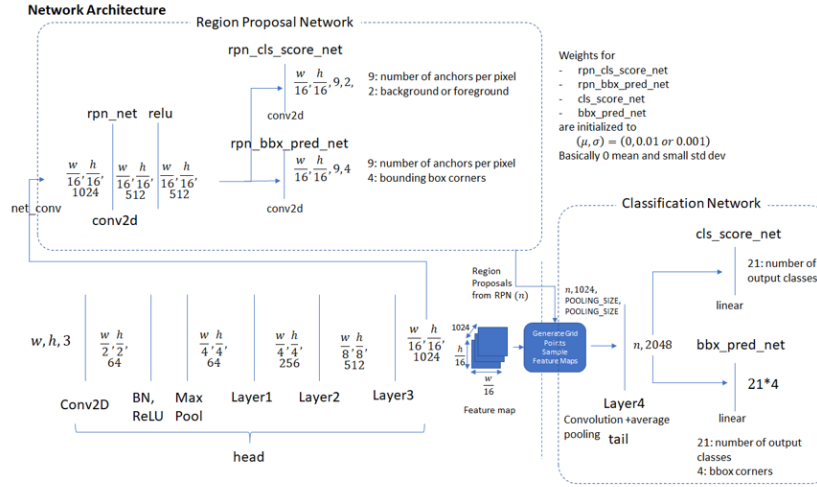 Network Architecture
Region Proposal Network
rpn_cls_score_net
w/16, h/16, 9,2,
9: number of anchors per pixel
2: background or foreground
conv2d
rpn_net
relu
rpn_bbx_pred_net
w/16, h/16, 9,4
9: number of anchors per pixel
4: bounding box corners
conv2d
w/16, h/16, 1024
w/16, h/16, 512
w/16, h/16, 512
net_conv
conv2d
Weights for
- rpn_cls_score_net
- rpn_bbx_pred_net
- cls_score_net
- bbx_pred_net
are initialized to
(μ, σ) = (0, 0.01 or 0.001)
Basically 0 mean and small std dev
w, h, 3
w/2, h/2, 64
w/4, h/4, 64
w/4, h/4, 256
w/8, h/8, 512
w/16, h/16, 1024
Conv2D
BN, ReLU
Max Pool
Layer1
Layer2
Layer3
head
Region Proposals from RPN (n)
1024
h/16
w/16
Feature map
Generate Grid
Points
Sample
Feature Maps
Classification Network
n, 1024,
POOLING_SIZE,
POOLING_SIZE
Layer4
Convolution +average
pooling
tail
n, 2048
cls_score_net
21: number of
output classes
linear
bbx_pred_net
21*4
linear
21: number of output
classes
4: bbox corners